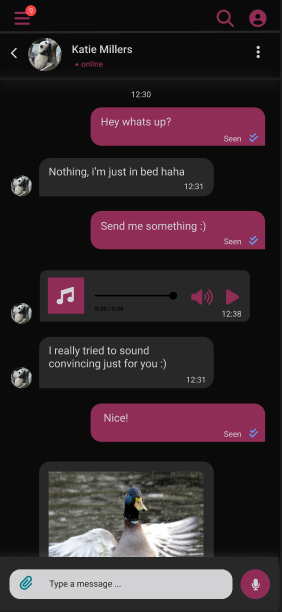 9
Katie Millers
online
12:30
Hey whats up?
Seen
Nothing, i'm just in bed haha
12:31
Send me something :)
Seen
0:38 / 0:38
12:38
I really tried to sound
convincing just for you :)
12:31
Nice!
Seen
Type a message ...